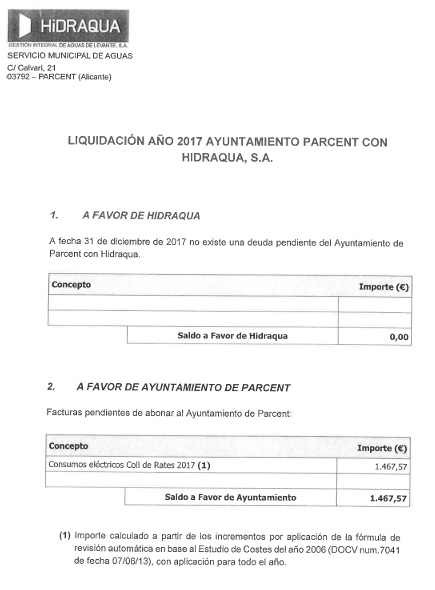 HiDRAQUA
GESTIÓN INTEGRAL DE AGUAS DE LEVANTE, S.A.
SERVICIO MUNICIPAL DE AGUAS
C/ Calvari, 21
03792 – PARCENT (Alicante)
LIQUIDACIÓN AÑO 2017 AYUNTAMIENTO PARCENT CON
HIDRAQUA, S.A.
1. A FAVOR DE HIDRAQUA
A fecha 31 de diciembre de 2017 no existe una deuda pendiente del Ayuntamiento de
Parcent con Hidraqua.
Concepto Importe (€)
Saldo a Favor de Hidraqua 0,00
2. A FAVOR DE AYUNTAMIENTO DE PARCENT
Facturas pendientes de abonar al Ayuntamiento de Parcent:
Concepto Importe (€)
Consumos eléctricos Coll de Rates 2017 (1) 1.467,57
Saldo a Favor de Ayuntamiento 1.467,57
(1) Importe calculado a partir de los incrementos por aplicación de la fórmula de
revisión automática en base al Estudio de Costes del año 2006 (DOCV num.7041
de fecha 07/06/13), con aplicación para todo el año.